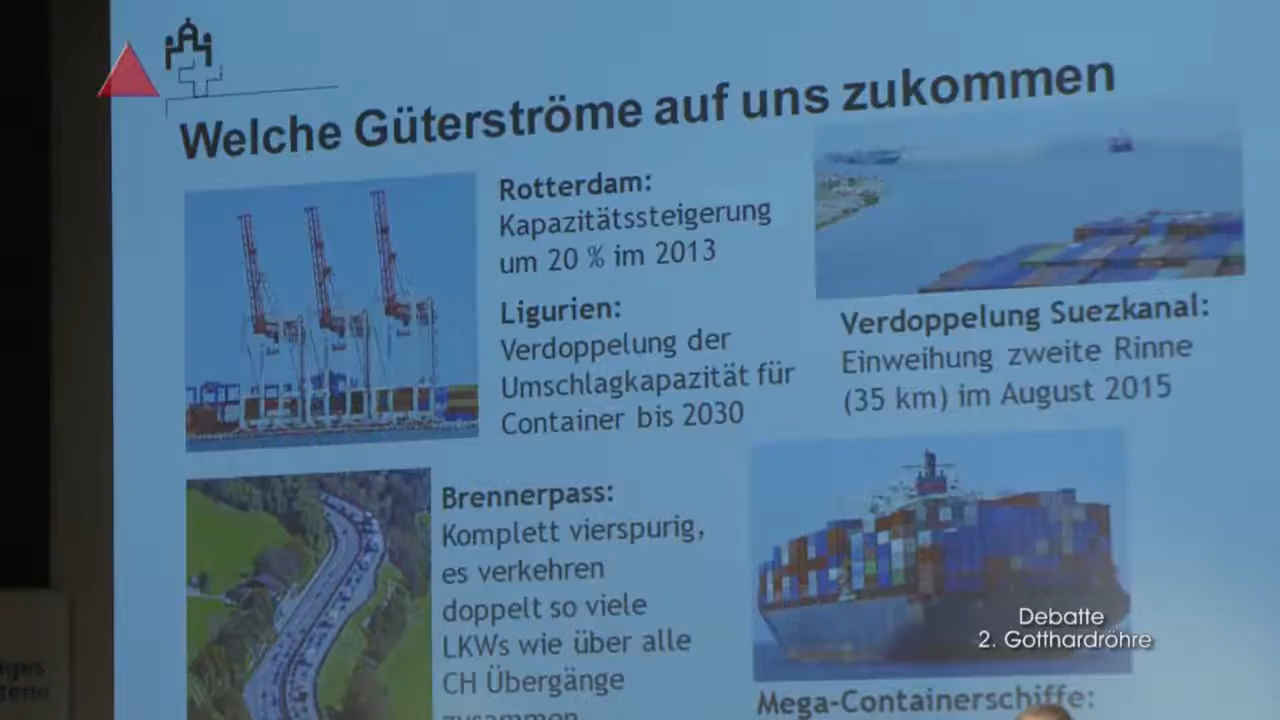 Welche Güterströme auf uns zukommen
Rotterdam:
Kapazitätssteigerung
um 20 % im 2013
Ligurien:
Verdoppelung der
Umschlagkapazität für
Container bis 2030
Verdoppelung Suezkanal:
Einweihung zweite Rinne
(35 km) im August 2015
Brennerpass:
Komplett vierspurig,
es verkehren
doppelt so viele
LKWs wie über alle
CH Übergänge
zusammen
Mega-Containerschiffe:
Debatte
2. Gotthardröhre